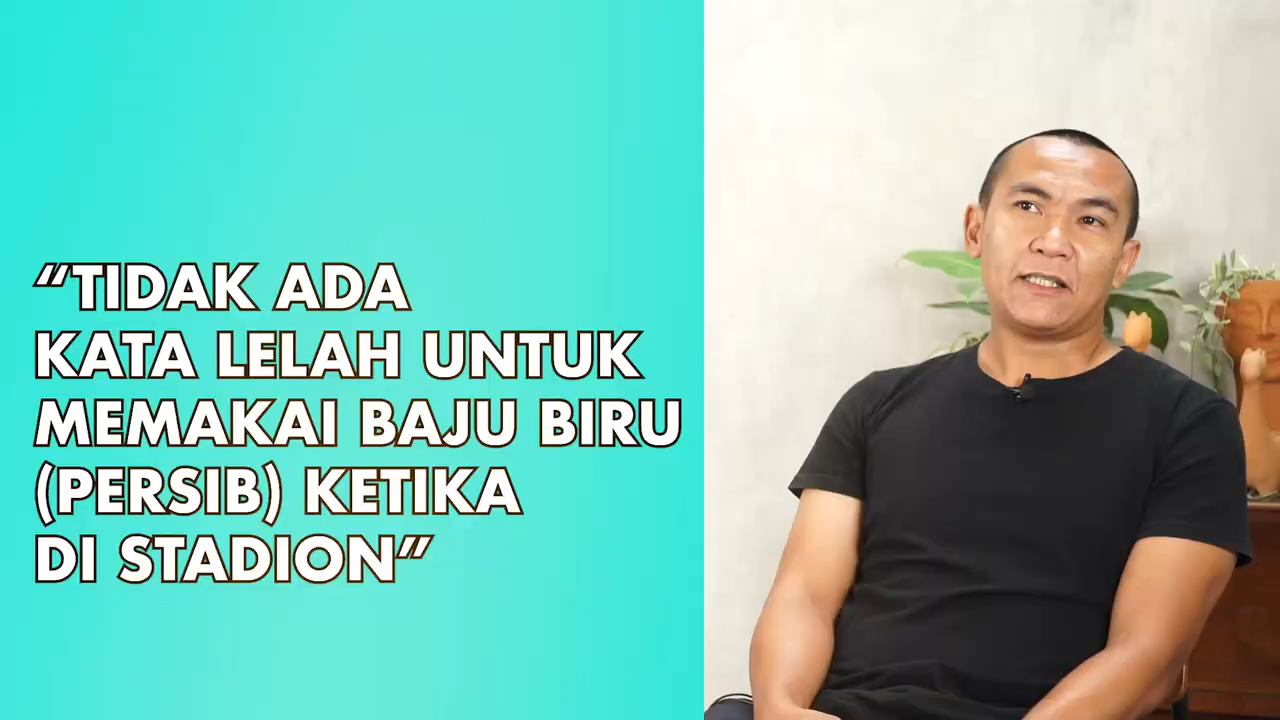 “TIDAK ADA
KATA LELAH UNTUK
MEMAKAI BAJU BIRU
(PERSIB) KETIKA
DI STADION”